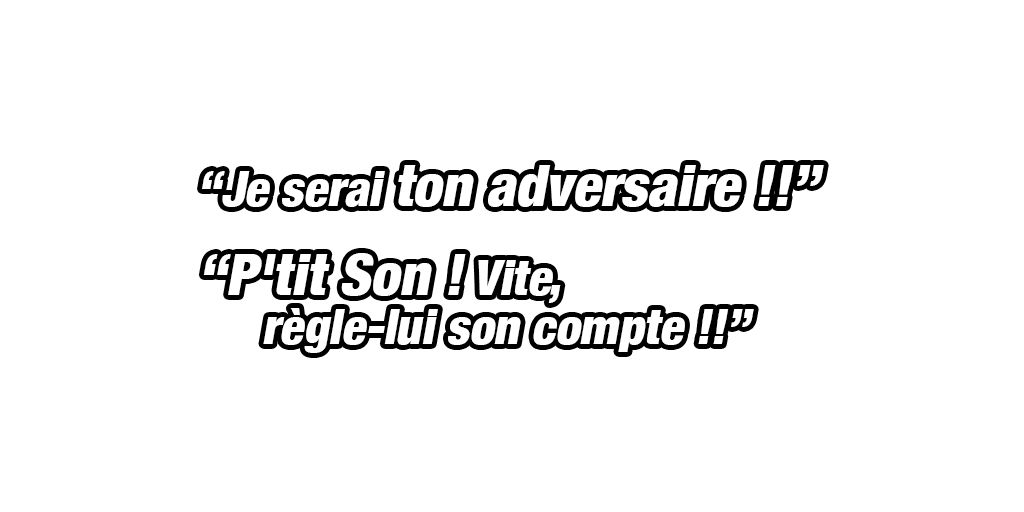 “Je serai ton adversaire !!”
“P'tit Son ! Vite,
règle-lui son compte !!”